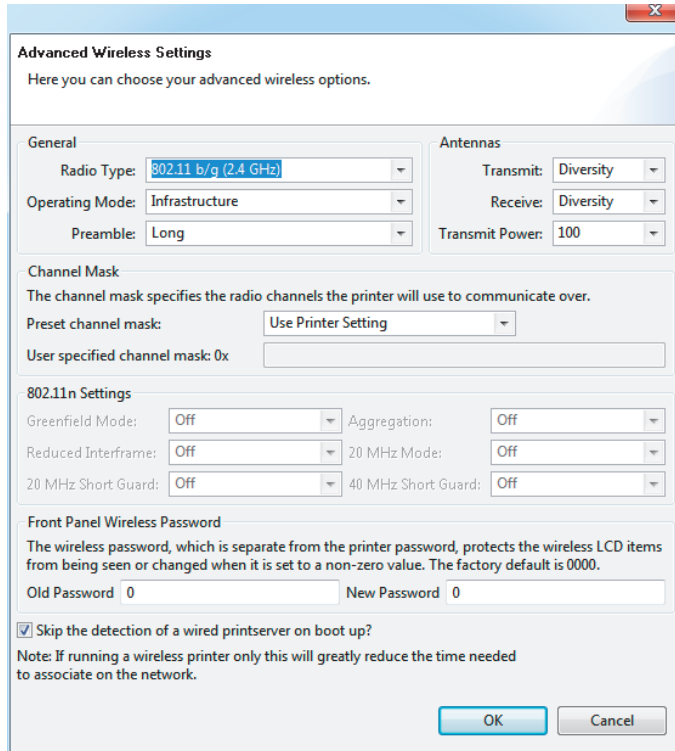 Advanced Wireless Settings
Here you can choose your advanced wireless options.
General
Radio Type: 802.11 b/g (2.4 GHz)
Operating Mode: Infrastructure
Preamble: Long
Antennas
Transmit: Diversity
Receive: Diversity
Transmit Power: 100
Channel Mask
The channel mask specifies the radio channels the printer will use to communicate over.
Preset channel mask: Use Printer Setting
User specified channel mask: 0x
802.11n Settings
Greenfield Mode: Off Aggregation: Off
Reduced Interframe: Off 20 MHz Mode: Off
20 MHz Short Guard: Off 40 MHz Short Guard: Off
Front Panel Wireless Password
The wireless password, which is separate from the printer password, protects the wireless LCD items
from being seen or changed when it is set to a non-zero value. The factory default is 0000.
Old Password 0 New Password 0
Skip the detection of a wired printserver on boot up?
Note: If running a wireless printer only this will greatly reduce the time needed
to associate on the network.
OK Cancel